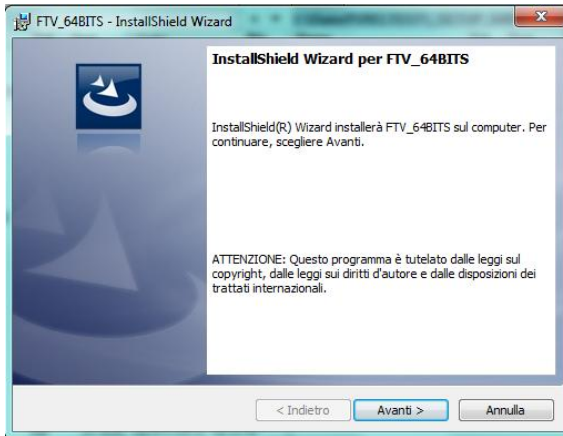 FTV_64BITS - InstallShield Wizard
InstallShield Wizard per FTV_64BITS
InstallShield(R) Wizard installerà FTV_64BITS sul computer. Per
continuare, scegliere Avanti.
ATTENZIONE: Questo programma è tutelato dalle leggi sul
copyright, dalle leggi sui diritti d'autore e dalle disposizioni dei
trattati internazionali.
< Indietro
Avanti >
Annulla